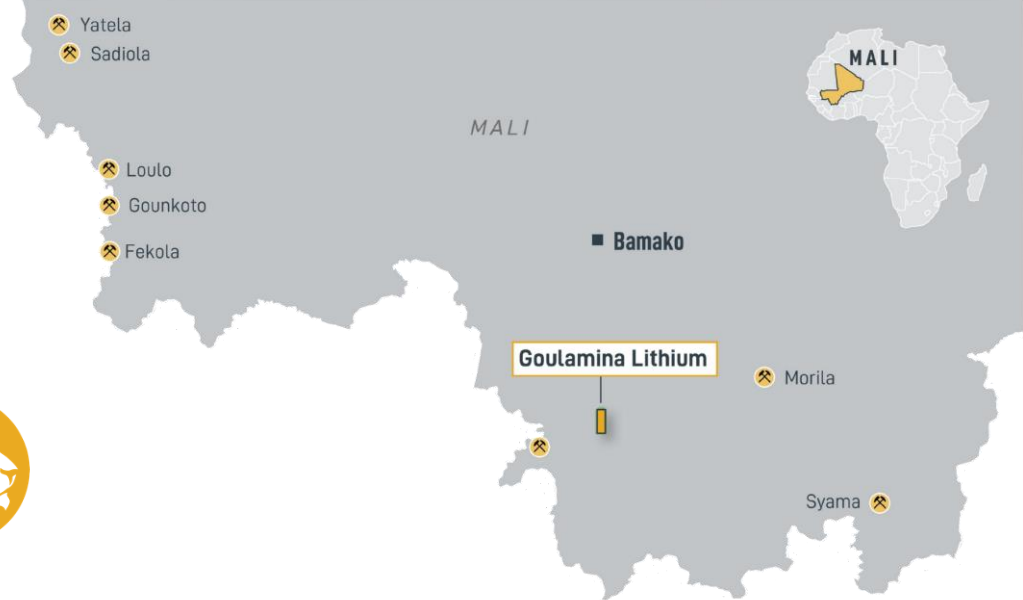 Yatela
Sadiola
MALI
MALI
Loulo
Gounkoto
Fekola
Bamako
Goulamina Lithium
Morila
Syama